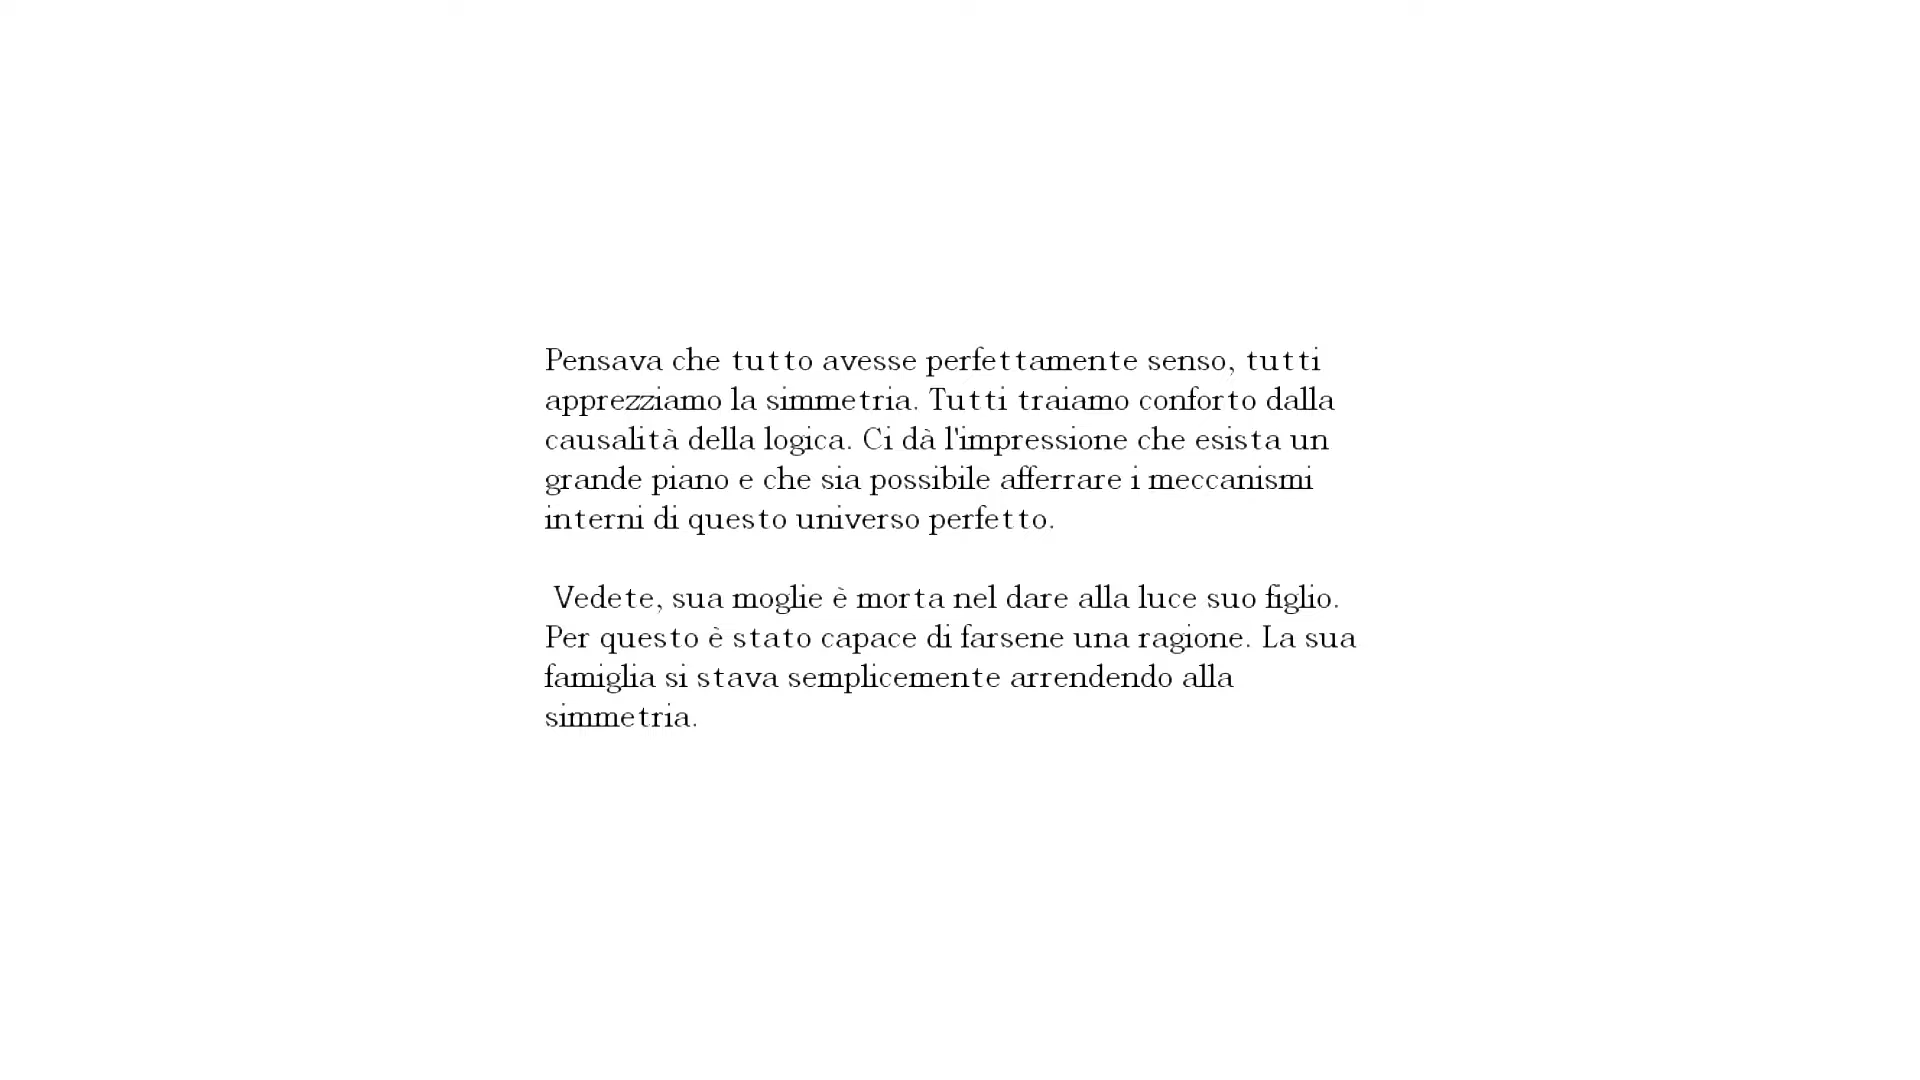 Pensava che tutto avesse perfettamente senso, tutti
apprezziamo la simmetria. Tutti traiamo conforto dalla
causalità della logica. Ci dà l'impressione che esista un
grande piano e che sia possibile afferrare i meccanismi
interni di questo universo perfetto.
Vedete, sua moglie è morta nel dare alla luce suo figlio.
Per questo è stato capace di farsene una ragione. La sua
famiglia si stava semplicemente arrendendo alla
simmetria.